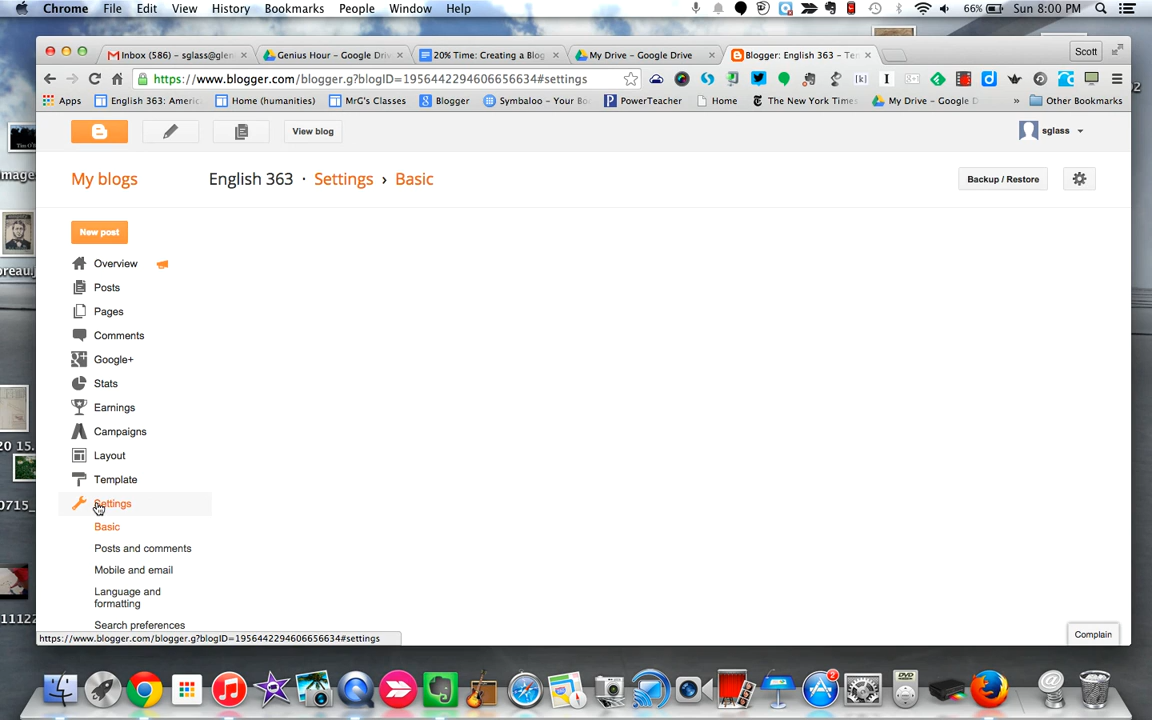 Chrome File Edit View History Bookmarks People Window Help 66% Sun 8:00 PM
Inbox (586) – sglass@glen Genius Hour – Google Driv 20% Time: Creating a Blog My Drive – Google Drive Blogger: English 363 – Ten Scott
https://www.blogger.com/blogger.g?blogID=1956442294606656634#settings
Apps English 363: Americ Home (humanities) MrG's Classes Blogger Symbaloo – Your Bo PowerTeacher Home The New York Times My Drive – Google D » Other Bookmarks
View blog sglass
My blogs English 363 · Settings › Basic Backup / Restore
New post
Overview
Posts
Pages
Comments
Google+
Stats
Earnings
Campaigns
Layout
Template
Settings
Basic
Posts and comments
Mobile and email
Language and
formatting
Search preferences
https://www.blogger.com/blogger.g?blogID=1956442294606656634#settings
Complain